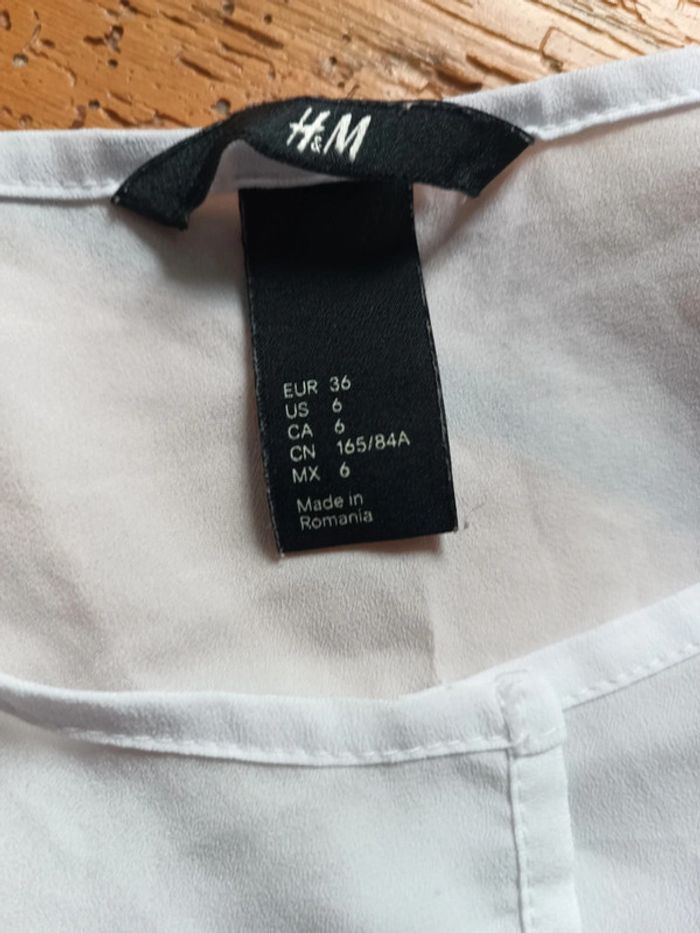 H&M
EUR 36
US 6
CA 6
CN 165/84A
MX 6
Made in
Romania